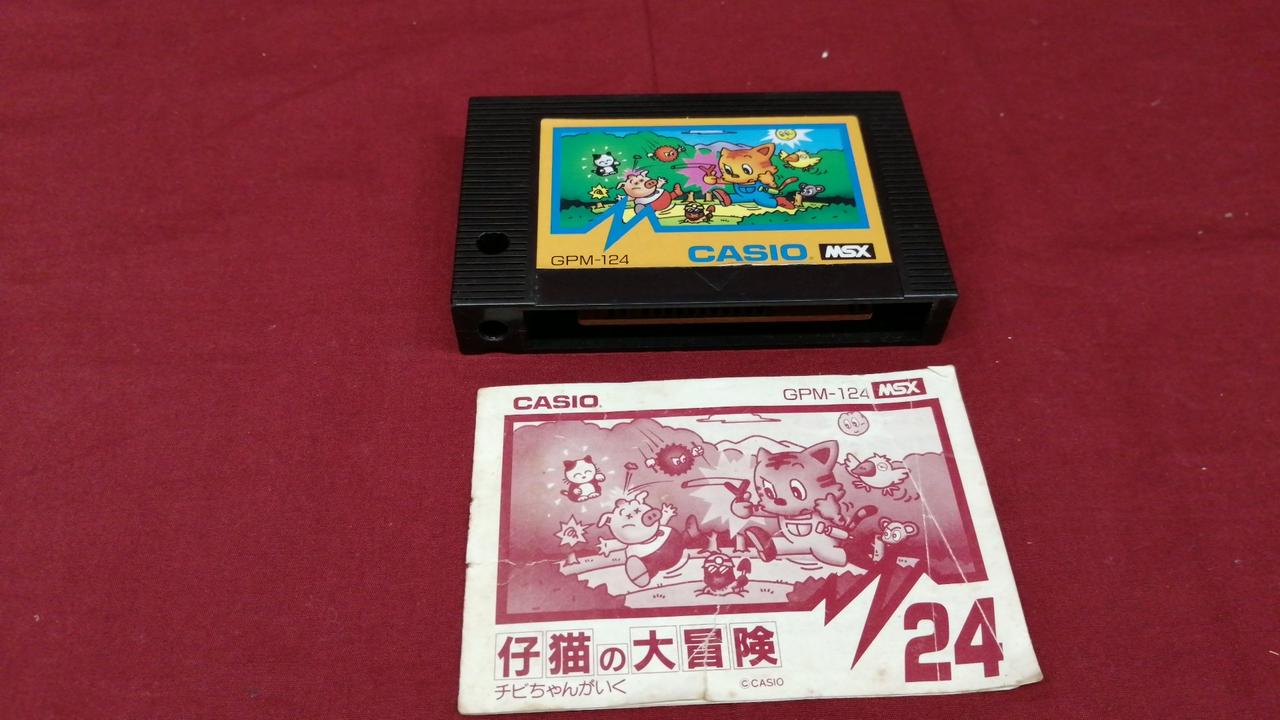 GPM-124 CASIO MSX
CASIO GPM-124 MSX
仔猫の大冒険
チビちゃんがいく
©CASIO
24